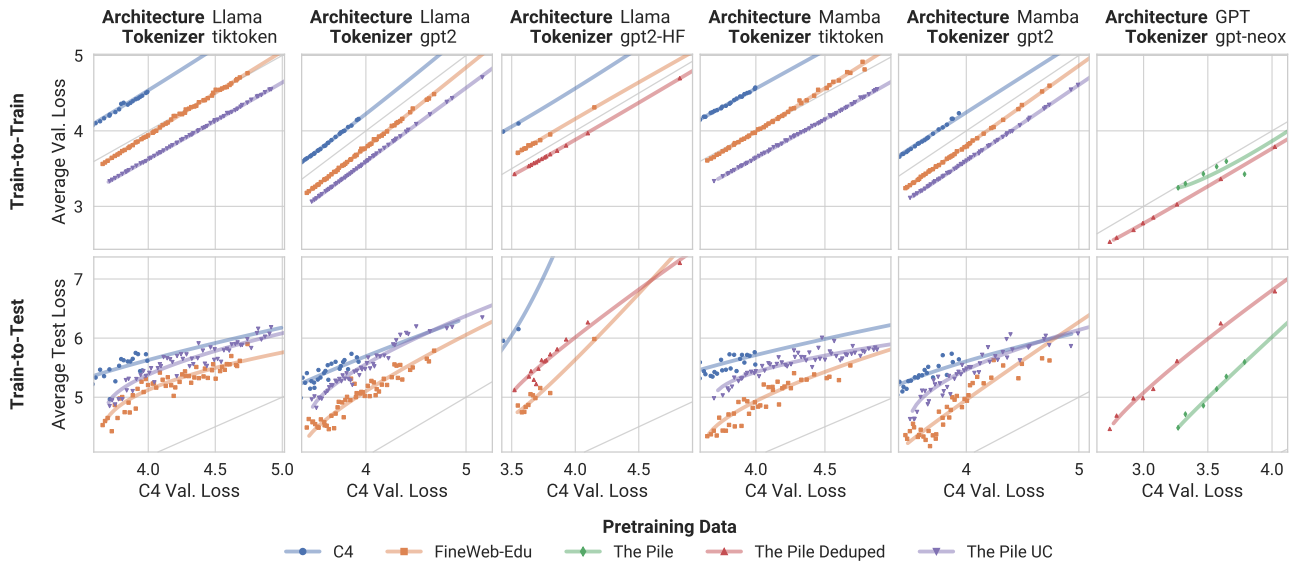 Architecture Llama
Tokenizer tiktoken
Architecture Llama
Tokenizer gpt2
Architecture Llama
Tokenizer gpt2-HF
Architecture Mamba
Tokenizer tiktoken
Architecture Mamba
Tokenizer gpt2
Architecture GPT
Tokenizer gpt-neox
Train-to-Train
Average Val. Loss
5
4
3
Train-to-Test
Average Test Loss
7
6
5
4.0 4.5 5.0
4 5
3.5 4.0 4.5
4.0 4.5
4 5
3.0 3.5 4.0
C4 Val. Loss C4 Val. Loss C4 Val. Loss C4 Val. Loss C4 Val. Loss C4 Val. Loss
Pretraining Data
C4 FineWeb-Edu The Pile The Pile Deduped The Pile UC